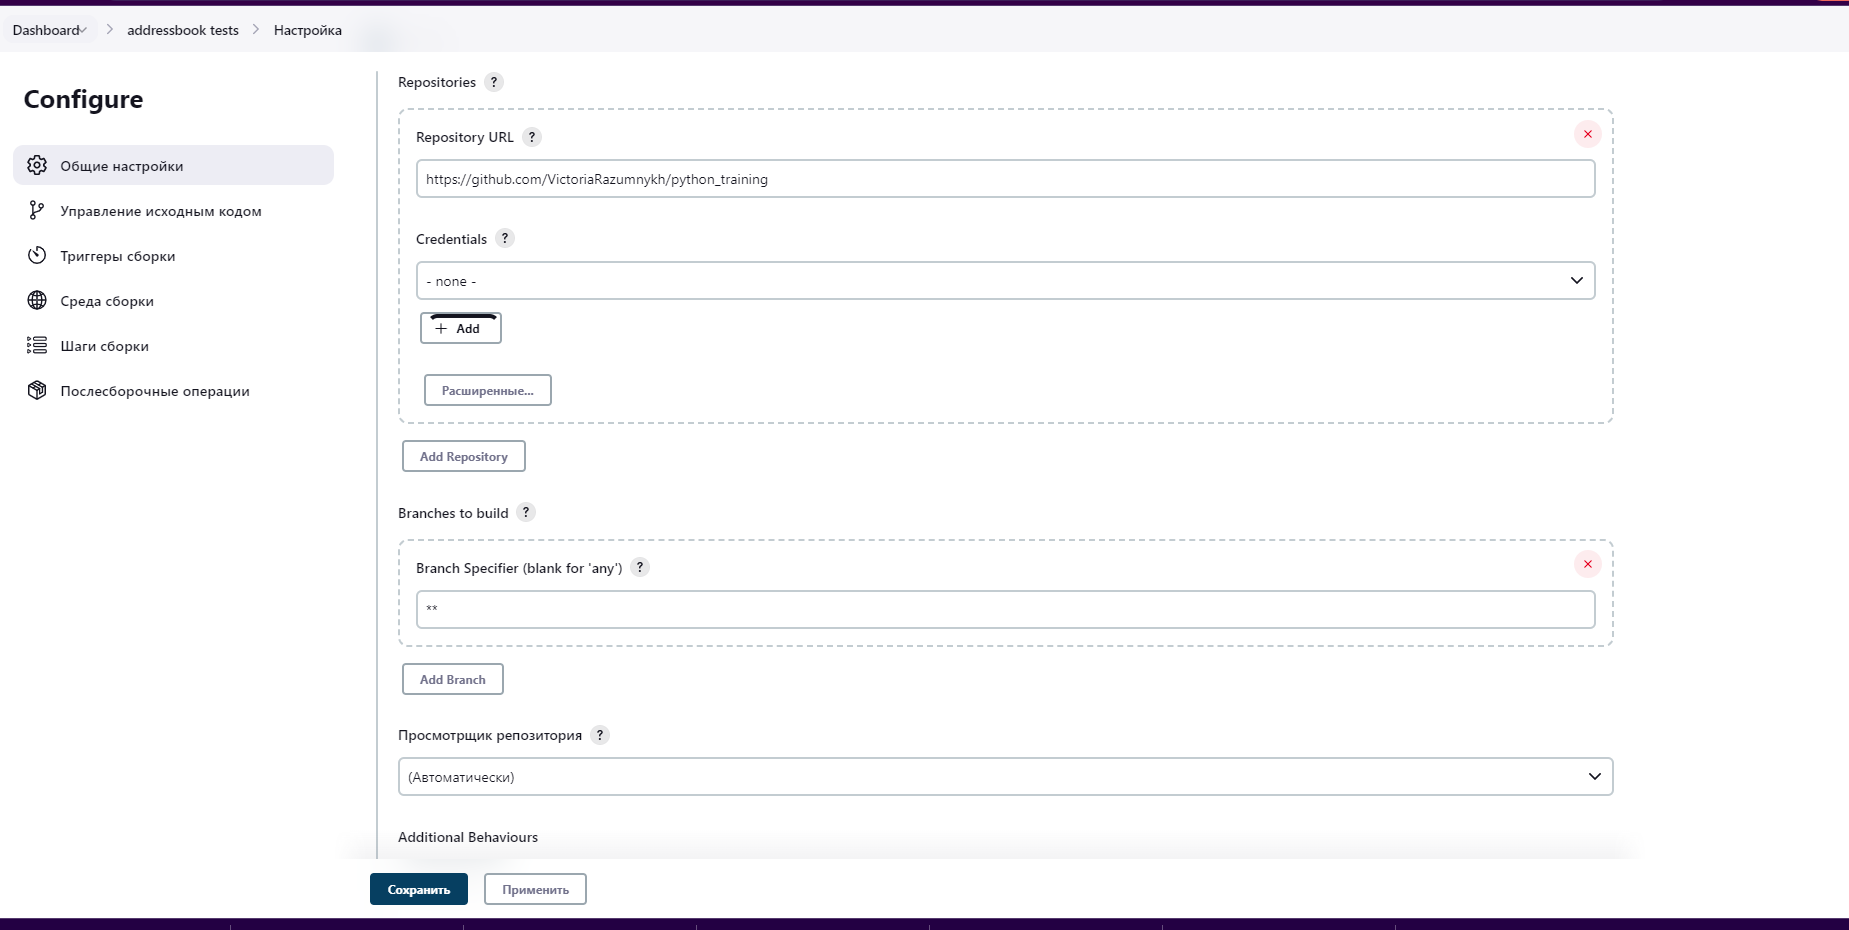 Dashboard
addressbook tests
Настройка
Configure
Общие настройки
Управление исходным кодом
Триггеры сборки
Среда сборки
Шаги сборки
Послесборочные операции
Repositories ?
Repository URL ?
https://github.com/VictoriaRazumnykh/python_training
Credentials ?
- none -
+ Add
Расширенные...
Add Repository
Branches to build ?
Branch Specifier (blank for 'any') ?
**
Add Branch
Просмотрщик репозитория ?
(Автоматически)
Additional Behaviours
Сохранить
Применить